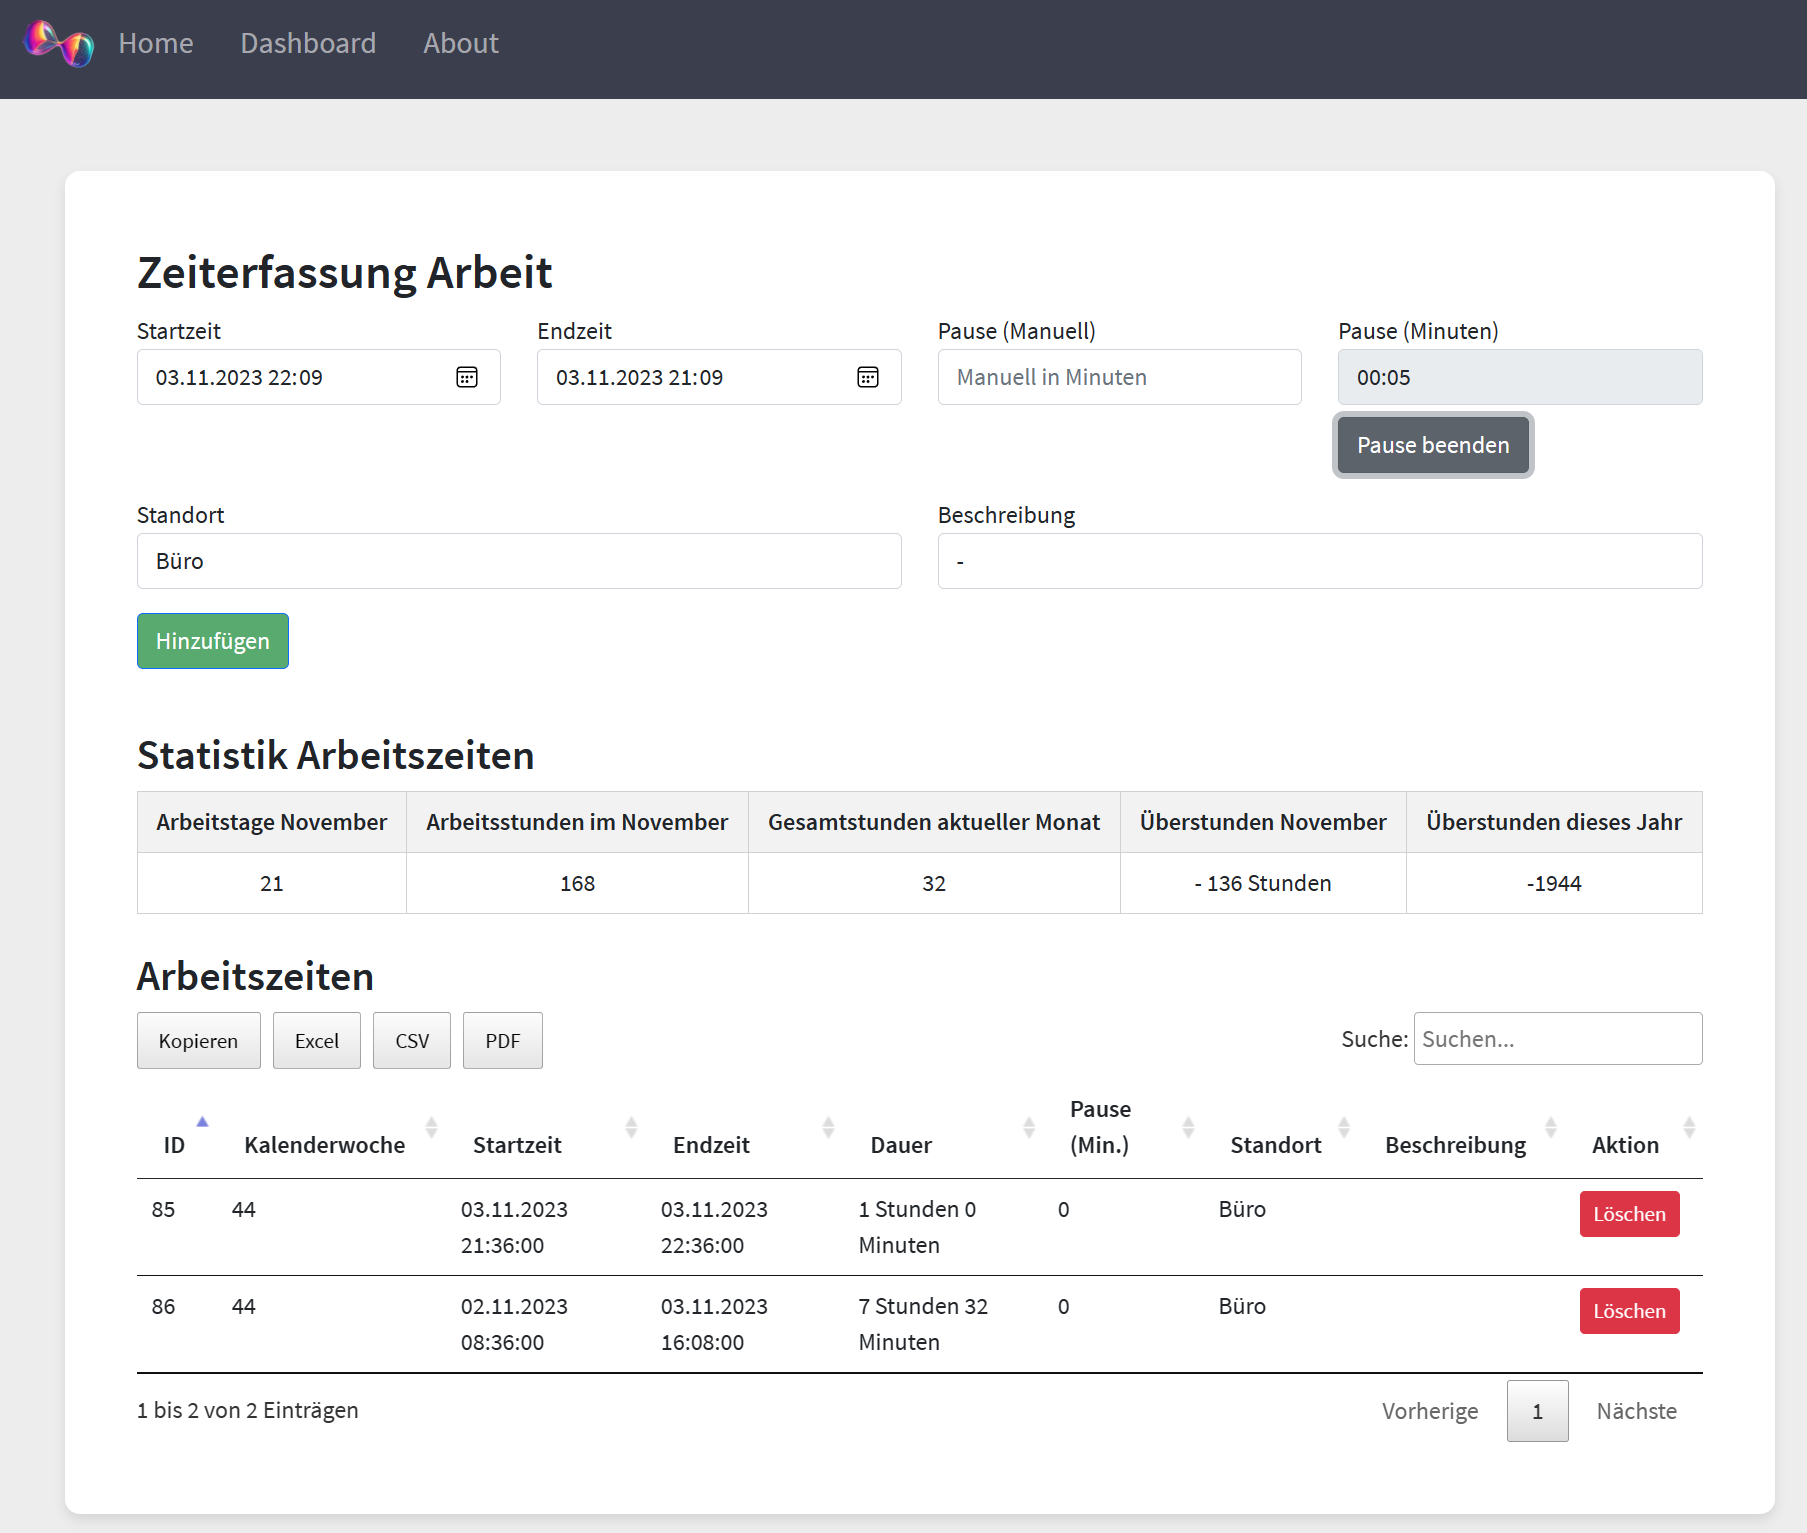 Home Dashboard About
Zeiterfassung Arbeit
Startzeit Endzeit Pause (Manuell) Pause (Minuten)
03.11.2023 22:09 03.11.2023 21:09 Manuell in Minuten 00:05
Pause beenden
Standort Beschreibung
Büro -
Hinzufügen
Statistik Arbeitszeiten
Arbeitstage November Arbeitsstunden im November Gesamtstunden aktueller Monat Überstunden November Überstunden dieses Jahr
21 168 32 - 136 Stunden -1944
Arbeitszeiten
Kopieren Excel CSV PDF Suche: Suchen...
ID Kalenderwoche Startzeit Endzeit Dauer Pause (Min.) Standort Beschreibung Aktion
85 44 03.11.2023 21:36:00 03.11.2023 22:36:00 1 Stunden 0 Minuten 0 Büro Löschen
86 44 02.11.2023 08:36:00 03.11.2023 16:08:00 7 Stunden 32 Minuten 0 Büro Löschen
1 bis 2 von 2 Einträgen Vorherige 1 Nächste